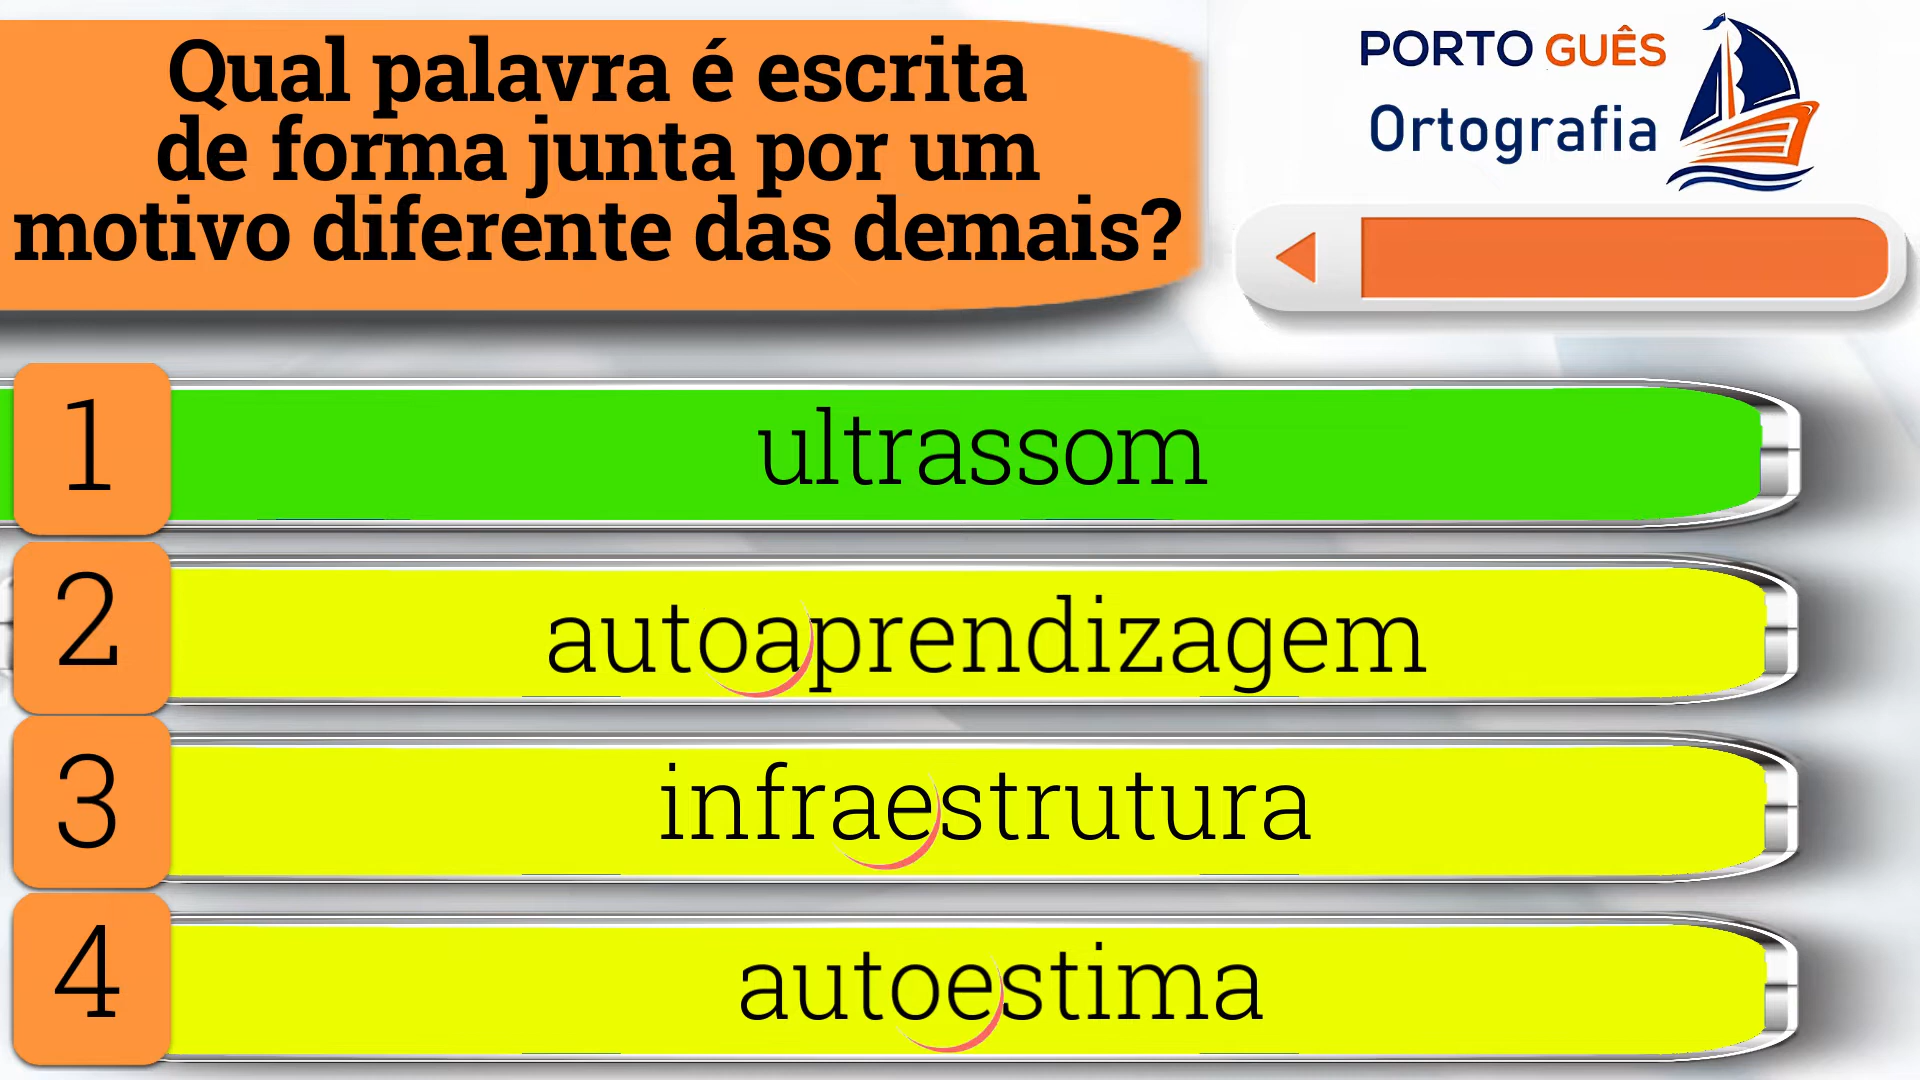 Qual palavra é escrita
de forma junta por um
motivo diferente das demais?
PORTO GUÊS
Ortografia
1
ultrassom
2
autoaprendizagem
3
infraestrutura
4
autoestima